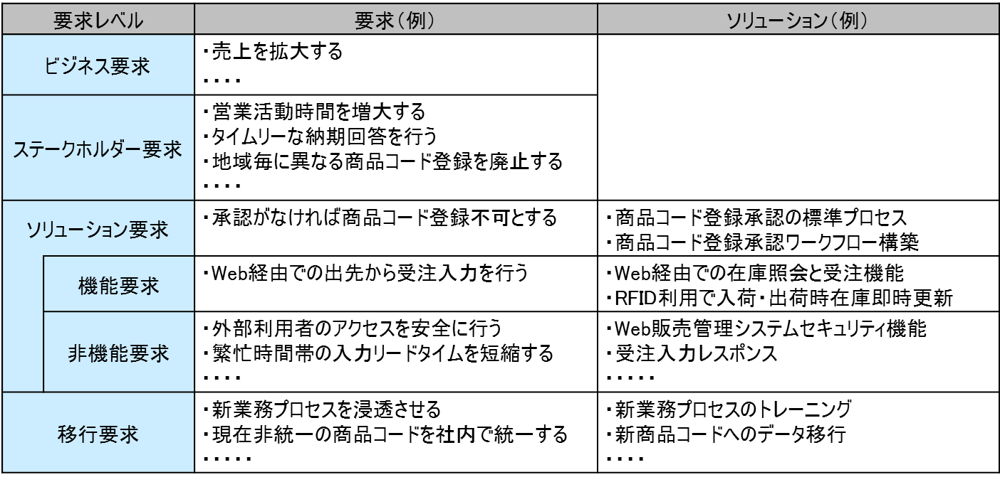 要求レベル
要求(例)
ソリューション(例)
ビジネス要求
・売上を拡大する
・・・・
ステークホルダー要求
・営業活動時間を増大する
・タイムリーな納期回答を行う
・地域毎に異なる商品コード登録を廃止する
・・・・
ソリューション要求
・承認がなければ商品コード登録不可とする
・商品コード登録承認の標準プロセス
・商品コード登録承認ワークフロー構築
機能要求
・Web経由での出先から受注入力を行う
・Web経由での在庫照会と受注機能
・RFID利用で入荷・出荷時在庫即時更新
非機能要求
・外部利用者のアクセスを安全に行う
・繁忙時間帯の入力リードタイムを短縮する
・・・・
・Web販売管理システムセキュリティ機能
・受注入力レスポンス
・・・・・
移行要求
・新業務プロセスを浸透させる
・現在非統一の商品コードを社内で統一する
・・・・・
・新業務プロセスのトレーニング
・新商品コードへのデータ移行
・・・・